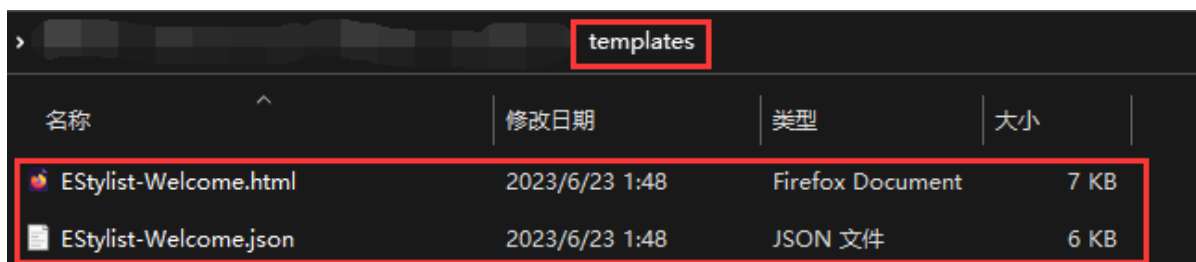 templates
名称 修改日期 类型 大小
EStylist-Welcome.html 2023/6/23 1:48 Firefox Document 7 KB
EStylist-Welcome.json 2023/6/23 1:48 JSON 文件 6 KB